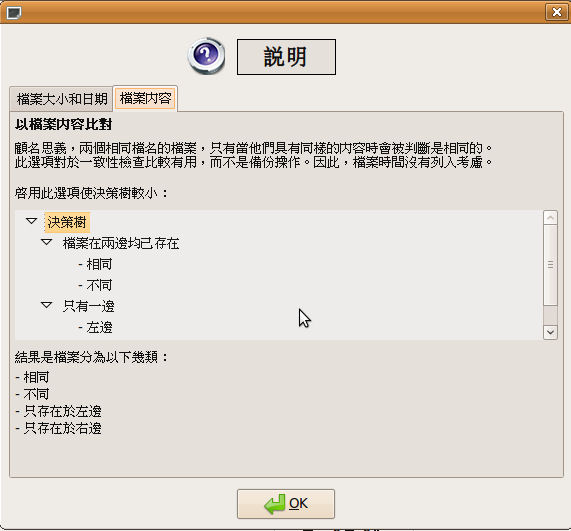 説明
檔案大小和日期 檔案内容
以檔案内容比對
顧名思義，兩個相同檔名的檔案，只有當他們具有同樣的内容時會被判斷是相同的。
此選項對於一致性檢查比較有用，而不是備份操作。因此，檔案時間沒有列入考慮。
啓用此選項使決策樹較小：
決策樹
檔案在兩邊均已存在
- 相同
- 不同
只有一邊
- 左邊
結果是檔案分為以下幾類：
- 相同
- 不同
- 只存在於左邊
- 只存在於右邊
OK